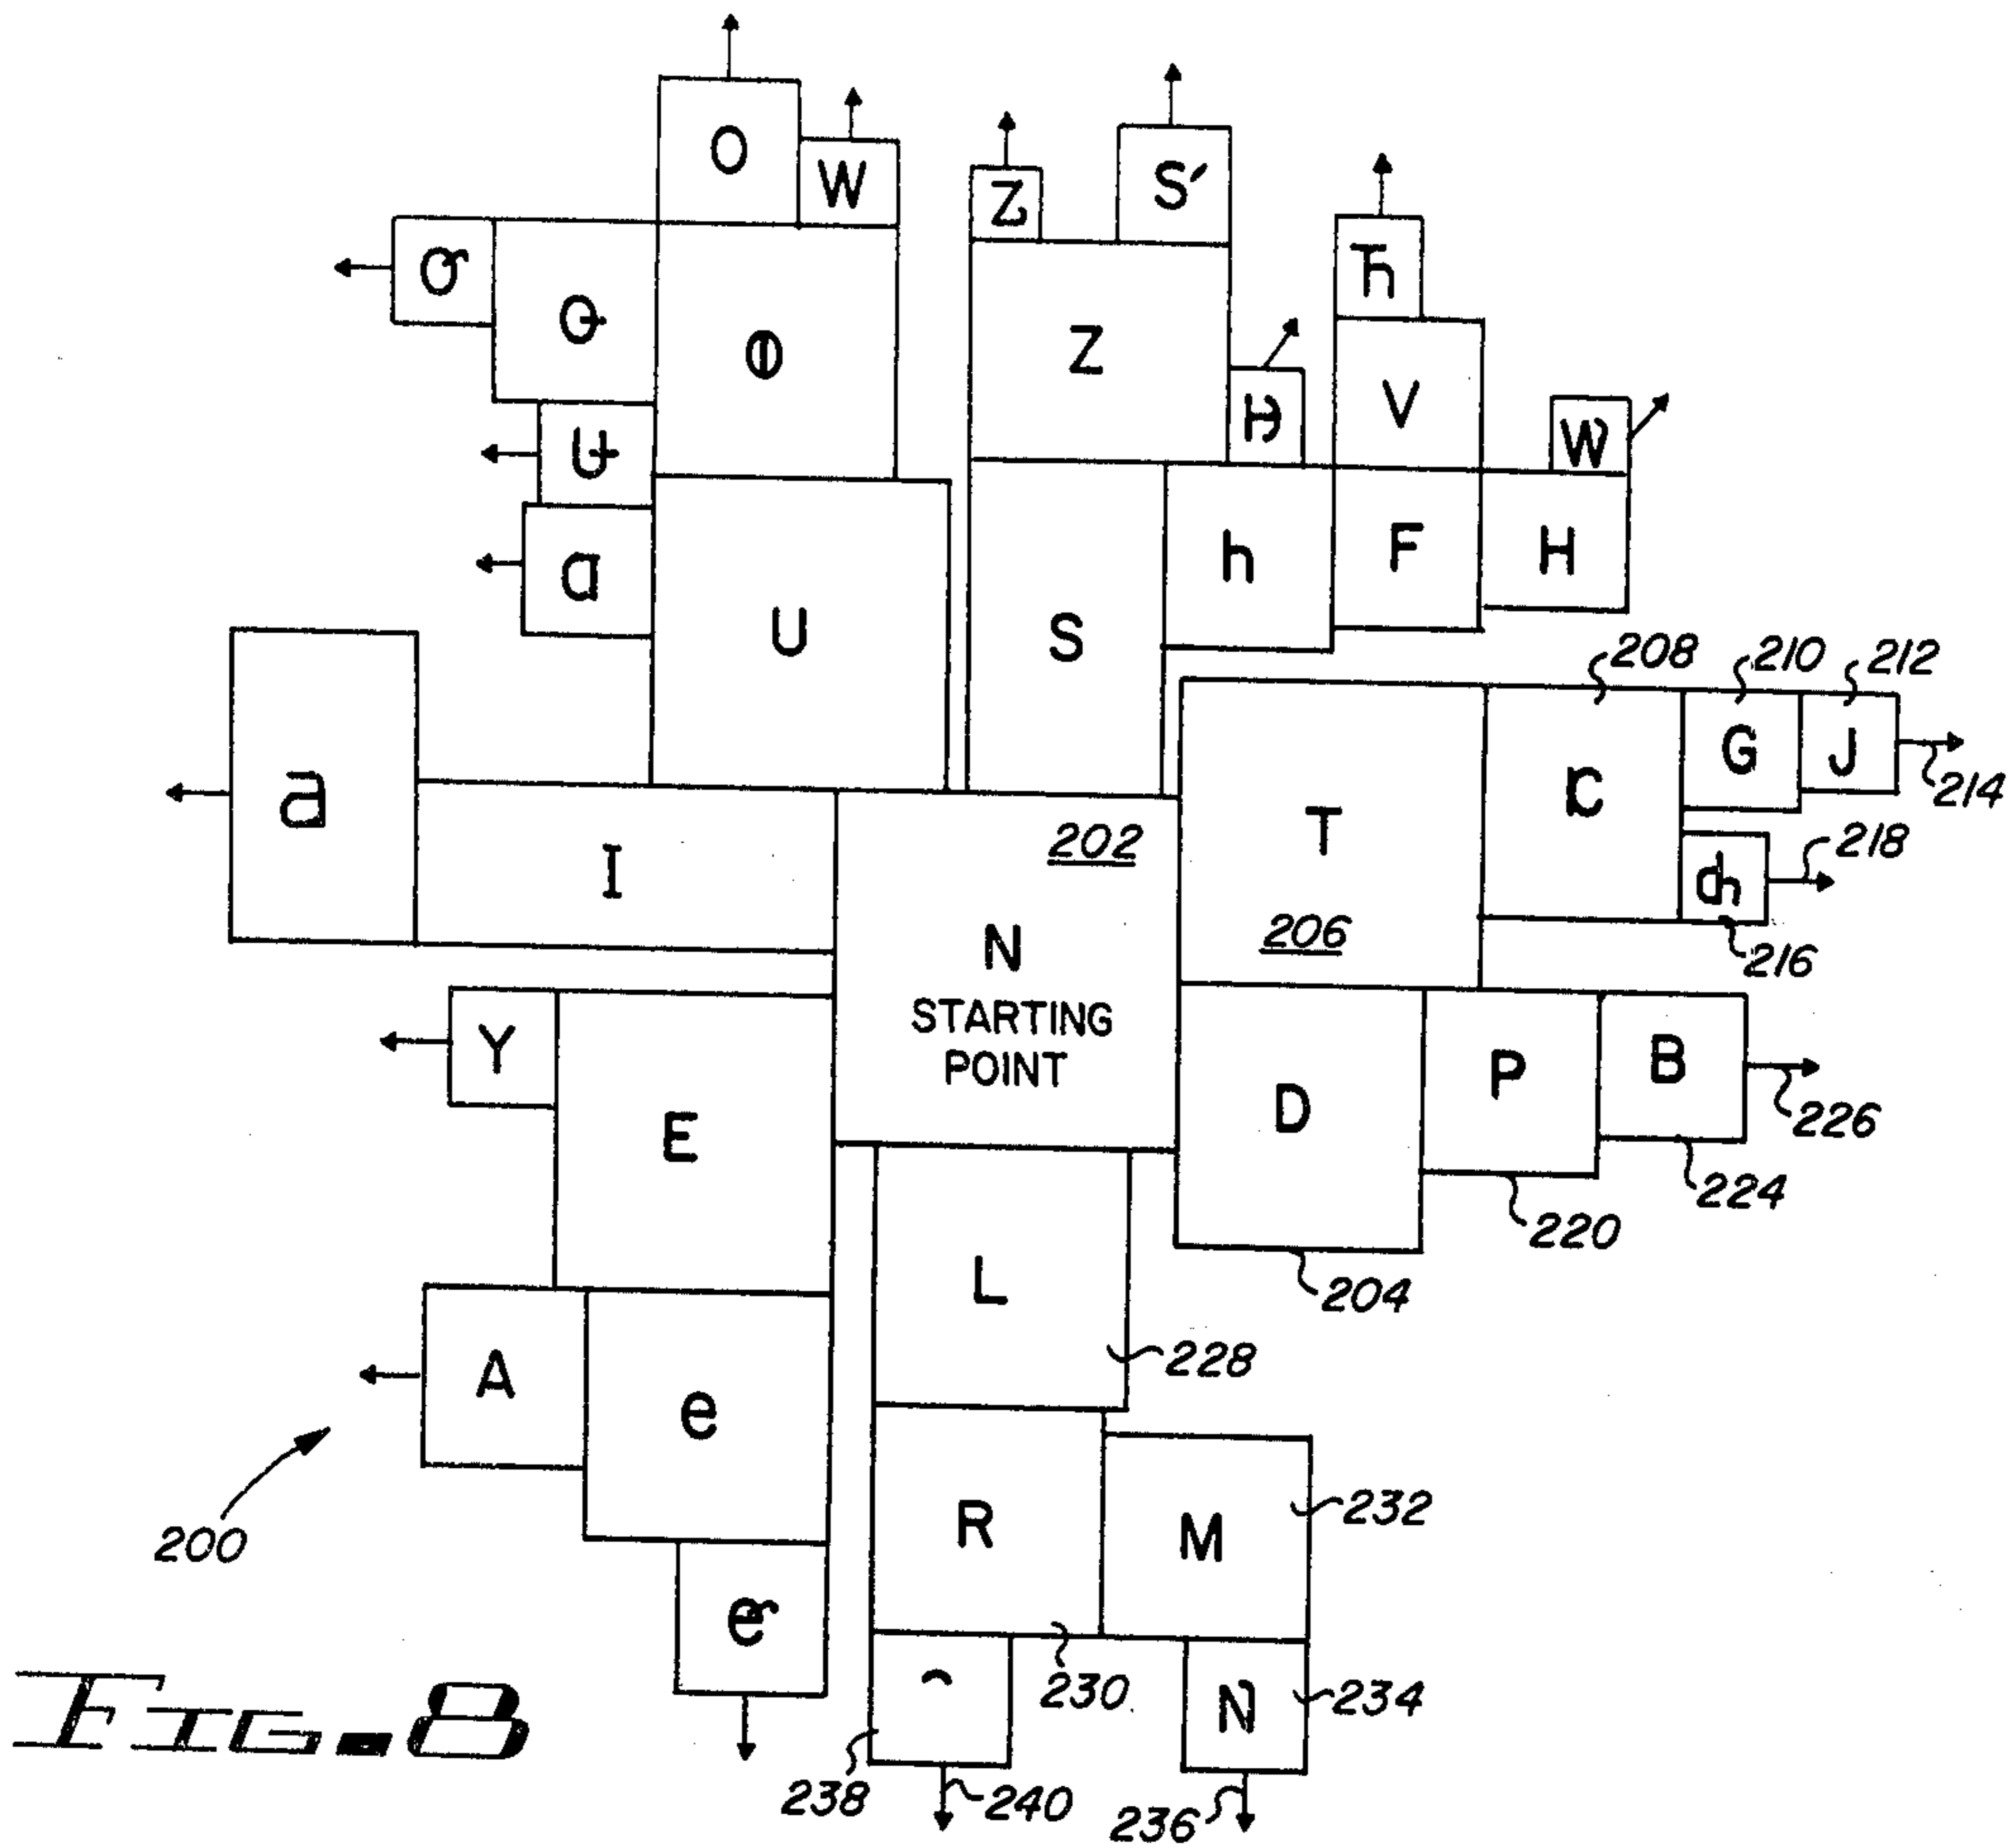 O
W
Z
S'
Z
h
V
W
U
S
h
F
H
208
210
212
G
J
214
a
I
202
T
C
218
206
216
N
STARTING
POINT
Y
E
D
P
B
226
224
220
204
L
228
A
e
200
R
M
232
230
N
234
238
240
236
FIG-8